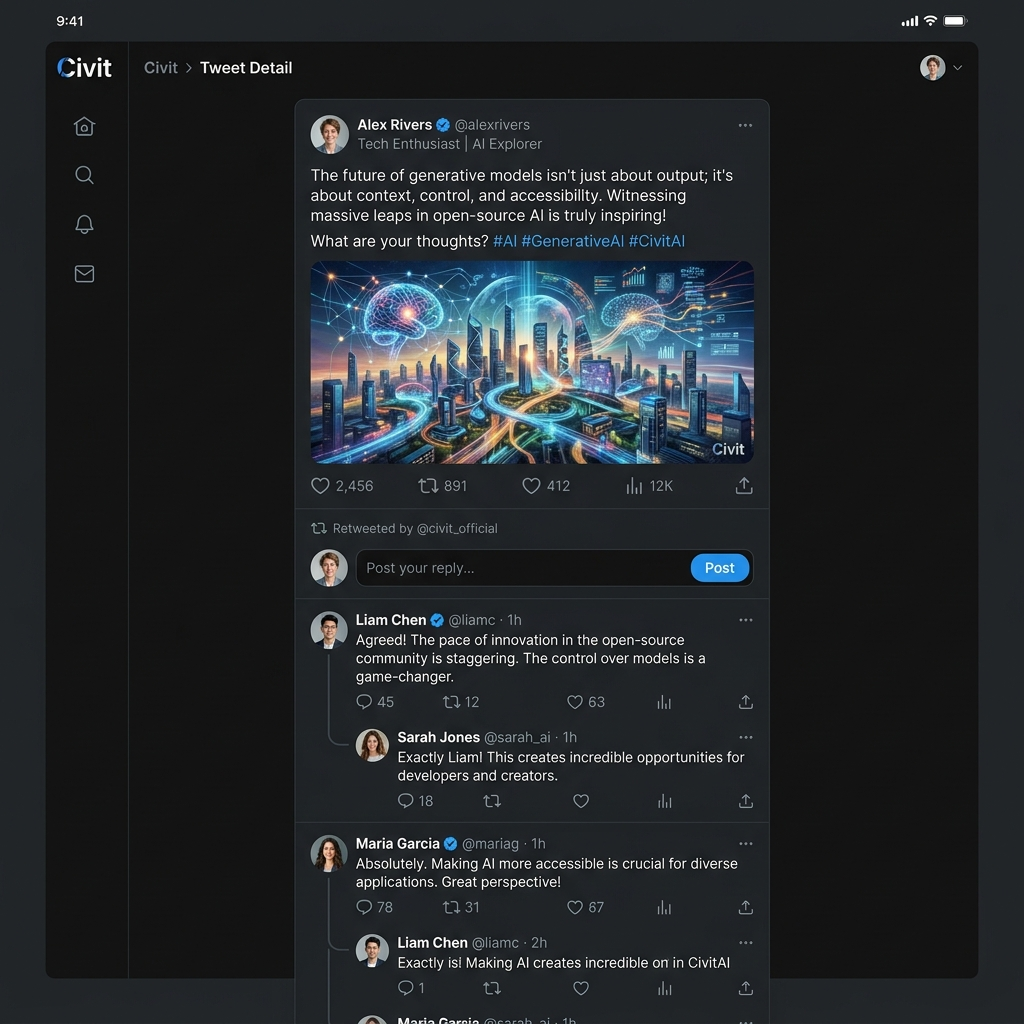 9:41
Civit
Civit > Tweet Detail
Alex Rivers @alexrivers
Tech Enthusiast | AI Explorer
The future of generative models isn't just about output; it's
about context, control, and accessibillty. Witnessing
massive leaps in open-source AI is truly inspiring!
What are your thoughts? #AI #GenerativeAI #CivitAI
Civit
2,456 891 412 12K
Retweeted by @civit_official
Post your reply... Post
Liam Chen @liamc · 1h
Agreed! The pace of innovation in the open-source
community is staggering. The control over models is a
game-changer.
45 12 63
Sarah Jones @sarah_ai · 1h
Exactly Liam! This creates incredible opportunities for
developers and creators.
18
Maria Garcia @mariag · 1h
Absolutely. Making AI more accessible is crucial for diverse
applications. Great perspective!
78 31 67
Liam Chen @liamc · 2h
Exactly is! Making AI creates incredible on in CivitAI
1
Maria Garcia @sarah_ai · 1h